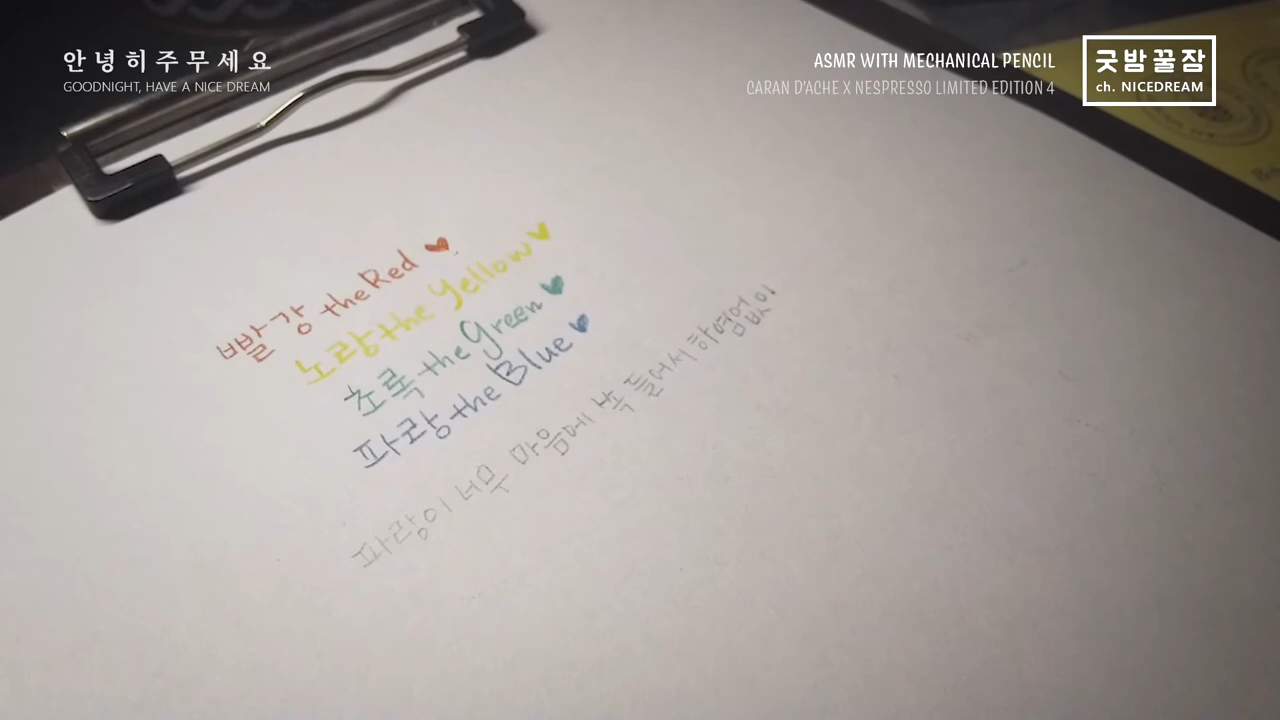 안녕히주무세요
GOODNIGHT, HAVE A NICE DREAM
ASMR WITH MECHANICAL PENCIL
CARAN D'ACHE X NESPRESSO LIMITED EDITION 4
굿밤꿀잠
ch. NICEDREAM
빨강 the Red ♥
노랑 the Yellow ♥
초록 the Green ♥
파랑 the Blue ♥
파랑이 너무 마음에 쏙 들어서 하염없이